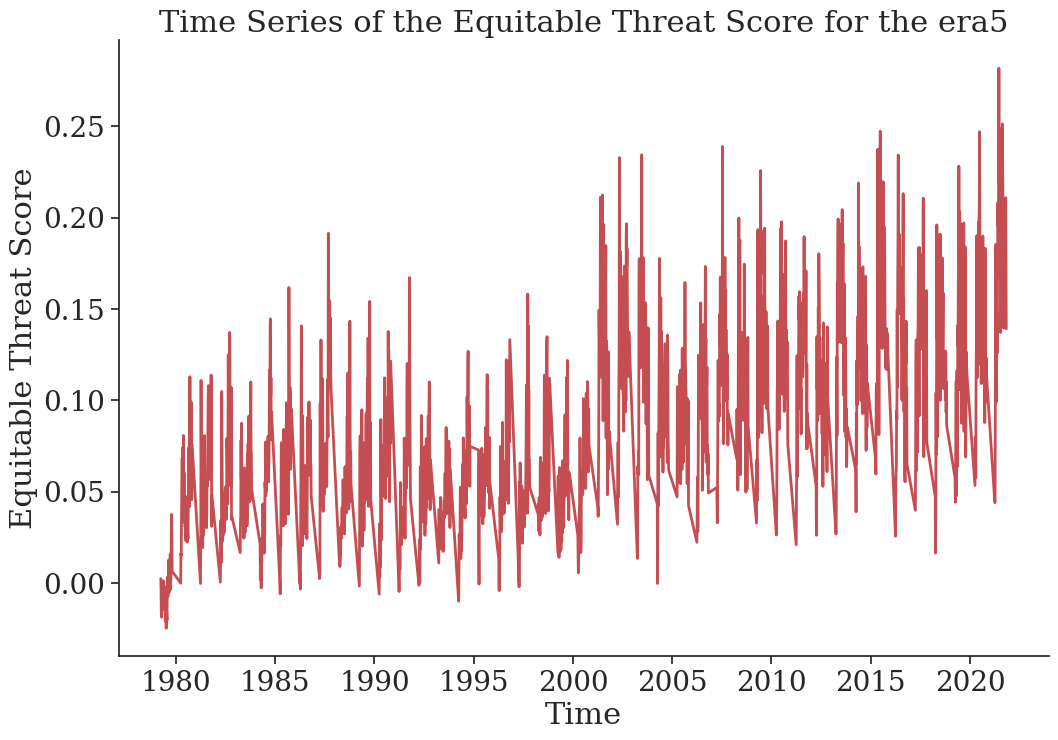 Time Series of the Equitable Threat Score for the era5
Equitable Threat Score
0.25
0.20
0.15
0.10
0.05
0.00
1980 1985 1990 1995 2000 2005 2010 2015 2020
Time